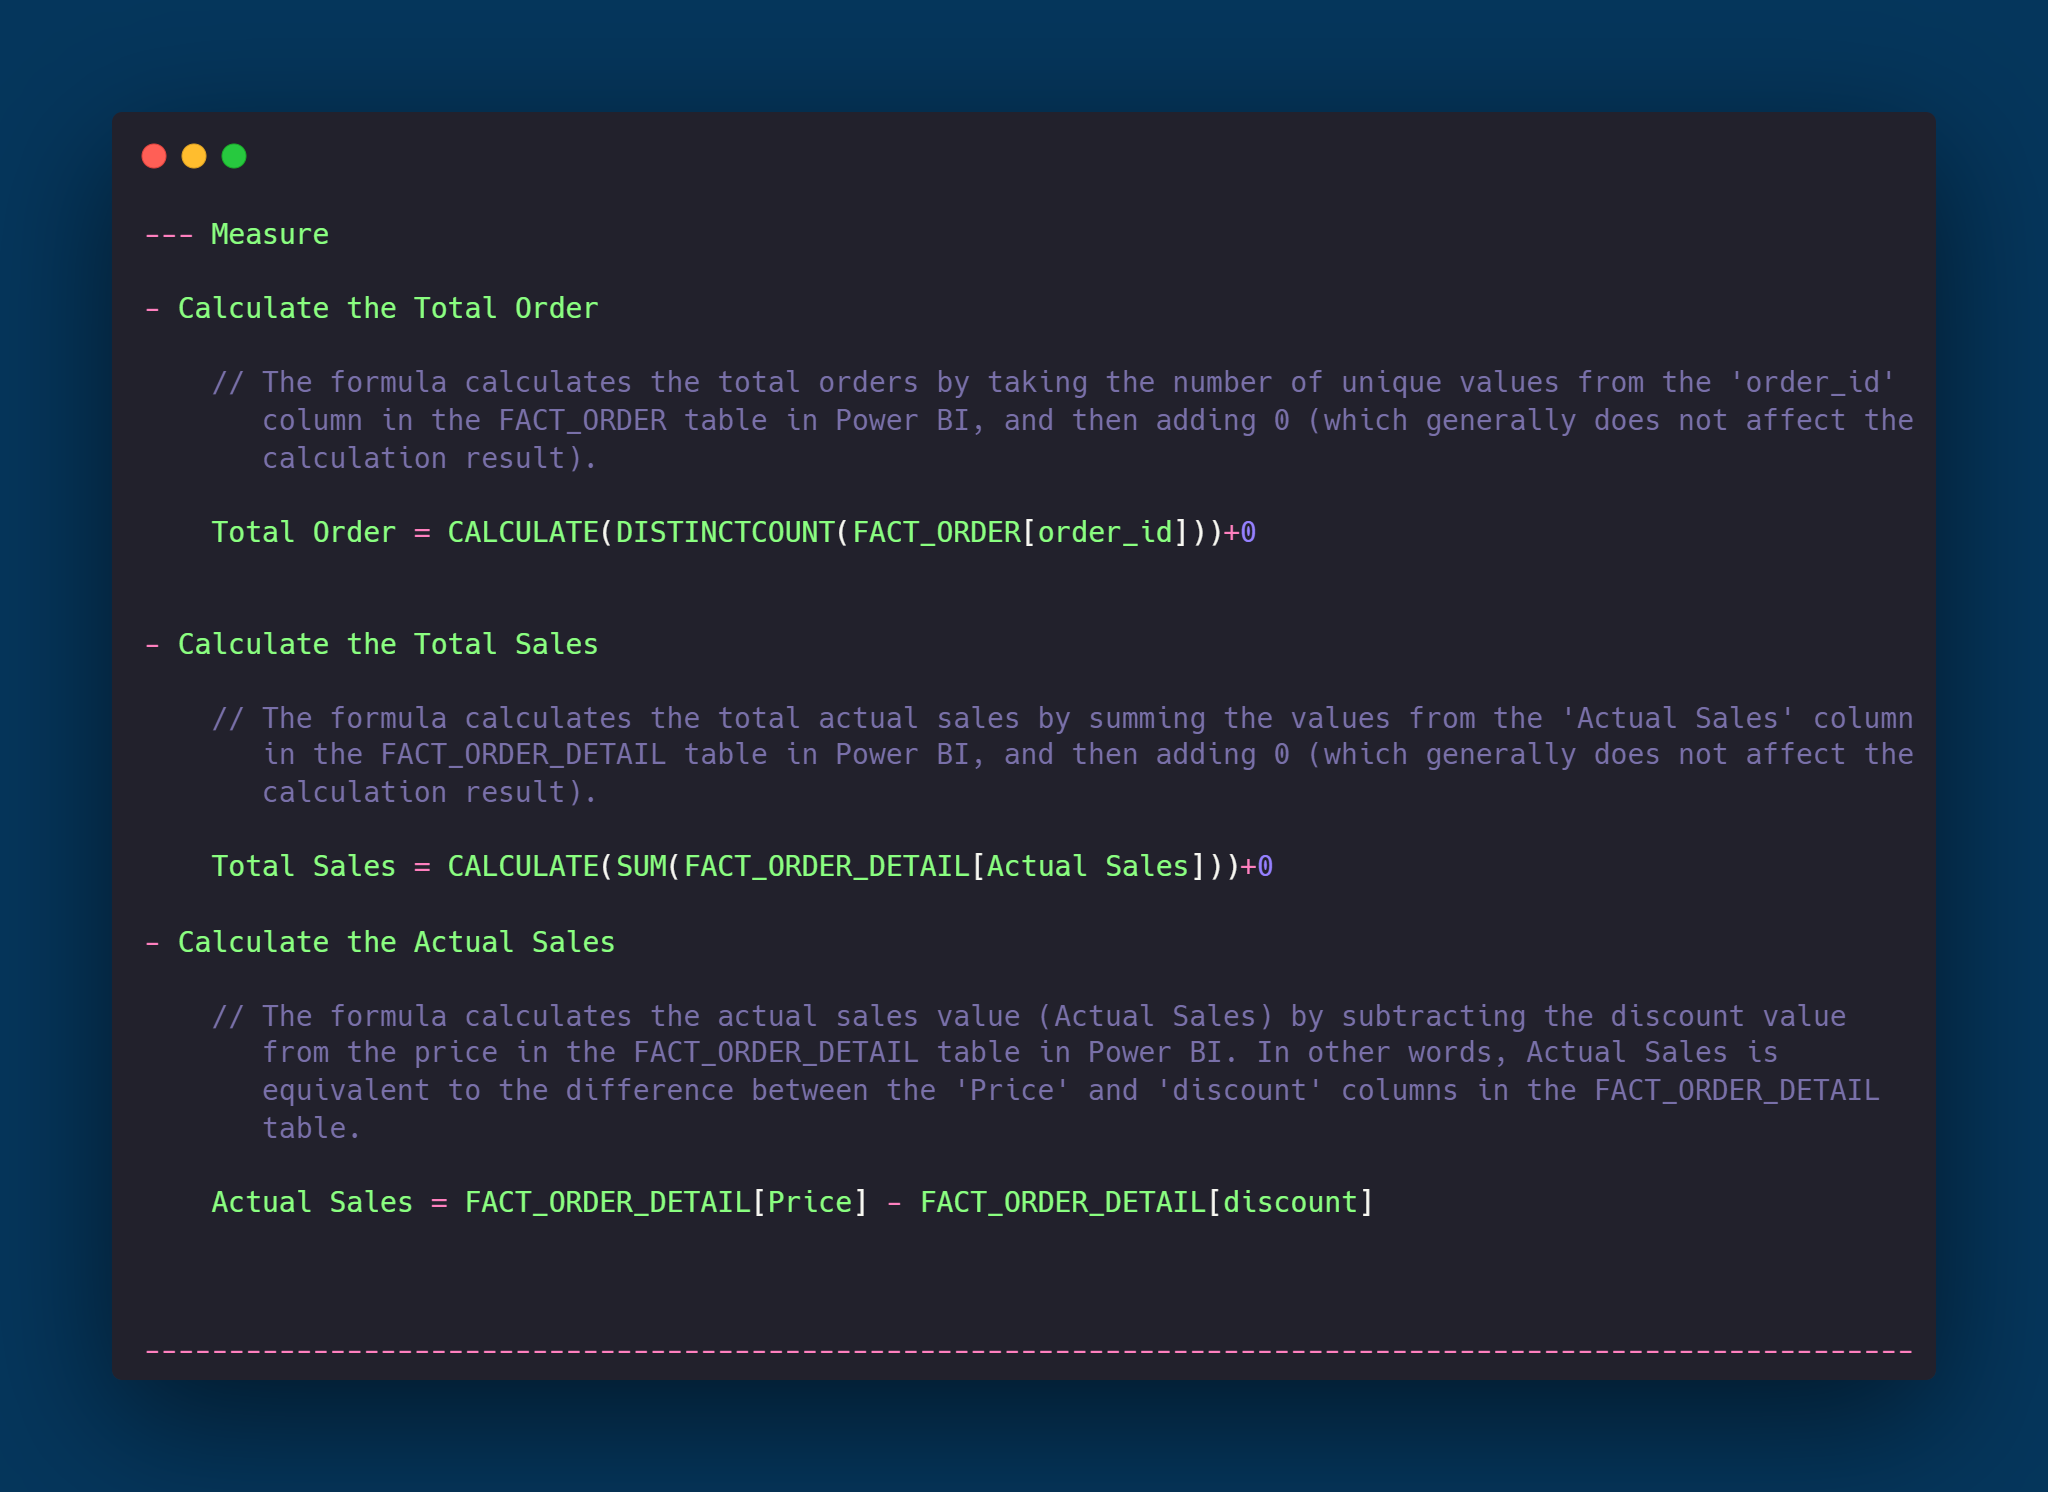 --- Measure
- Calculate the Total Order
// The formula calculates the total orders by taking the number of unique values from the 'order_id'
column in the FACT_ORDER table in Power BI, and then adding 0 (which generally does not affect the
calculation result).
Total Order = CALCULATE(DISTINCTCOUNT(FACT_ORDER[order_id]))+0
- Calculate the Total Sales
// The formula calculates the total actual sales by summing the values from the 'Actual Sales' column
in the FACT_ORDER_DETAIL table in Power BI, and then adding 0 (which generally does not affect the
calculation result).
Total Sales = CALCULATE(SUM(FACT_ORDER_DETAIL[Actual Sales]))+0
- Calculate the Actual Sales
// The formula calculates the actual sales value (Actual Sales) by subtracting the discount value
from the price in the FACT_ORDER_DETAIL table in Power BI. In other words, Actual Sales is
equivalent to the difference between the 'Price' and 'discount' columns in the FACT_ORDER_DETAIL
table.
Actual Sales = FACT_ORDER_DETAIL[Price] - FACT_ORDER_DETAIL[discount]
---------------------------------------------------------------------------------------------------------